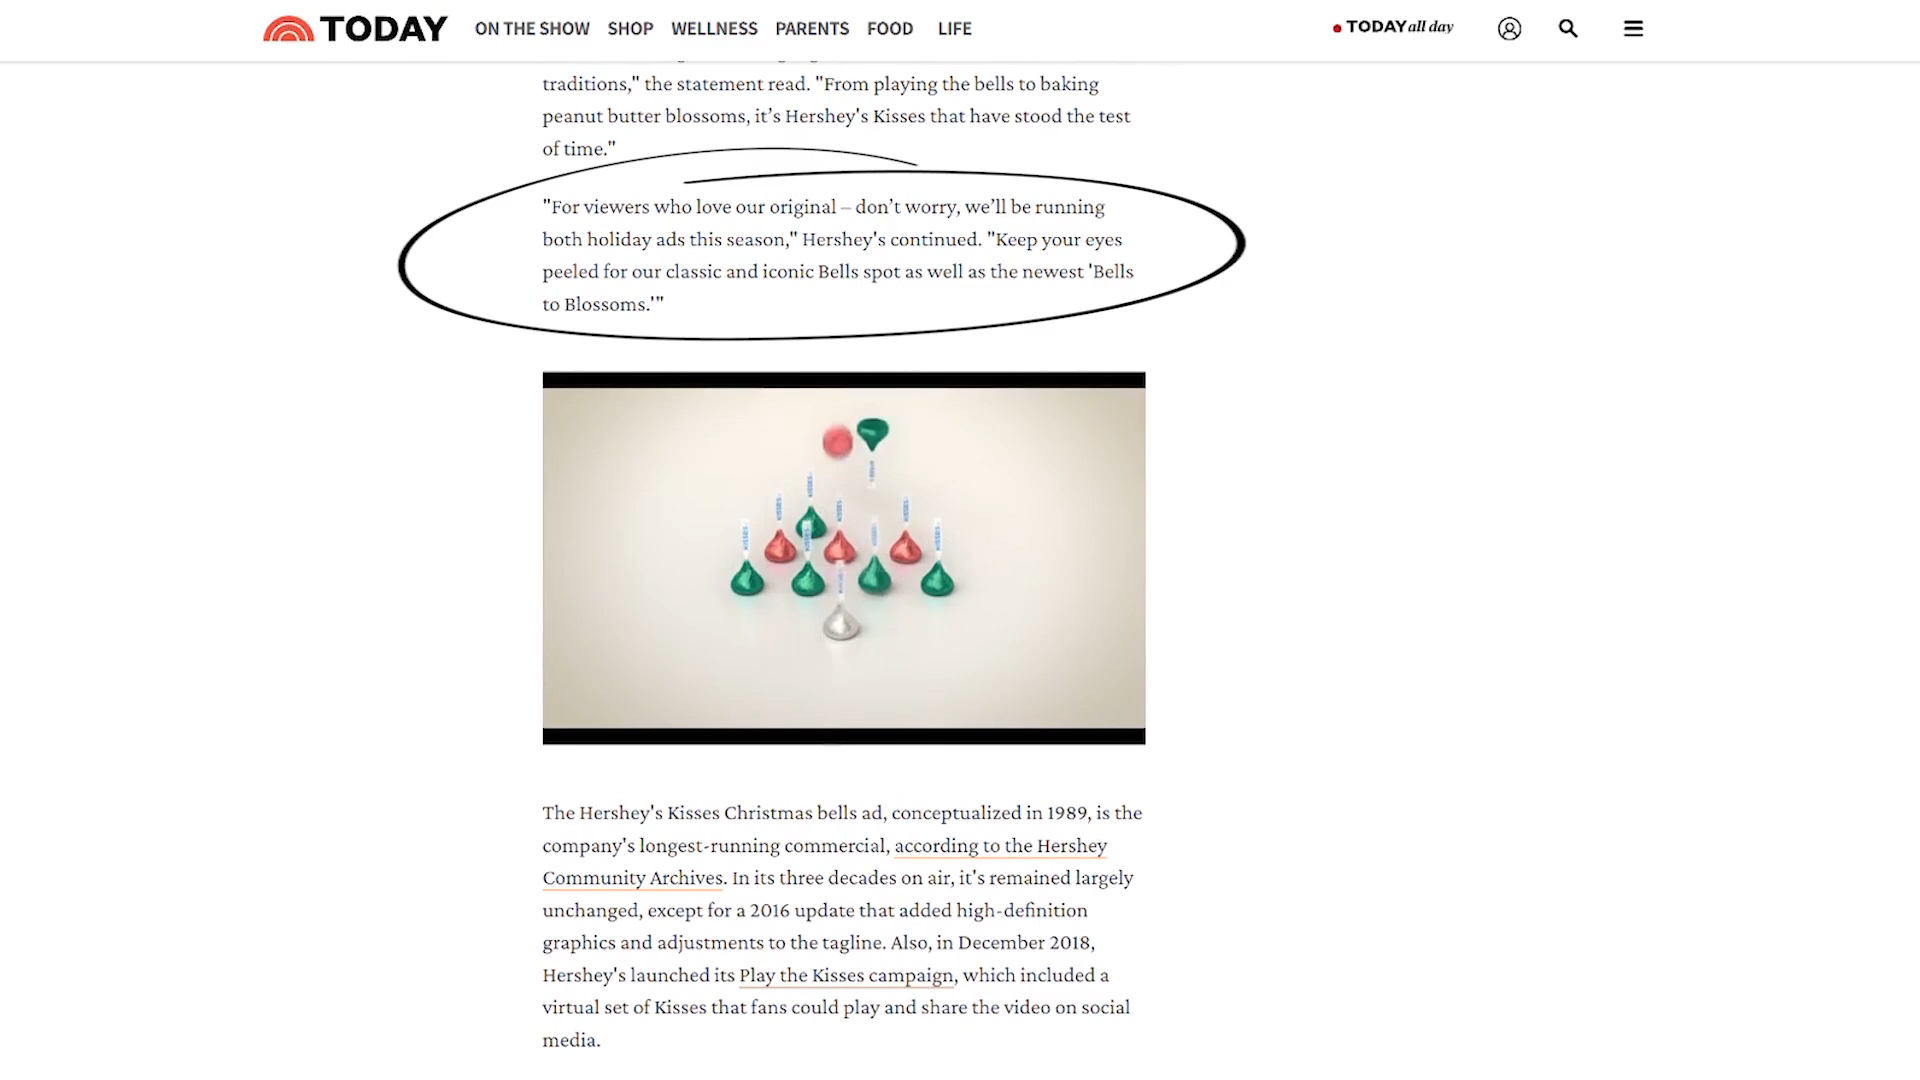 TODAY ON THE SHOW SHOP WELLNESS PARENTS FOOD LIFE TODAY all day
traditions," the statement read. "From playing the bells to baking
peanut butter blossoms, it’s Hershey's Kisses that have stood the test
of time."
"For viewers who love our original – don’t worry, we’ll be running
both holiday ads this season," Hershey's continued. "Keep your eyes
peeled for our classic and iconic Bells spot as well as the newest 'Bells
to Blossoms.'"
The Hershey's Kisses Christmas bells ad, conceptualized in 1989, is the
company's longest-running commercial, according to the Hershey
Community Archives. In its three decades on air, it's remained largely
unchanged, except for a 2016 update that added high-definition
graphics and adjustments to the tagline. Also, in December 2018,
Hershey's launched its Play the Kisses campaign, which included a
virtual set of Kisses that fans could play and share the video on social
media.